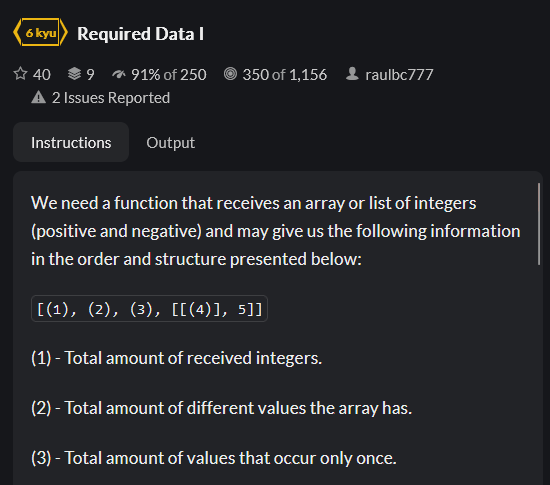 6 kyu Required Data I
40 9 91% of 250 350 of 1,156 raulbc777
2 Issues Reported
Instructions Output
We need a function that receives an array or list of integers
(positive and negative) and may give us the following information
in the order and structure presented below:
[(1), (2), (3), [[(4)], 5]]
(1) - Total amount of received integers.
(2) - Total amount of different values the array has.
(3) - Total amount of values that occur only once.